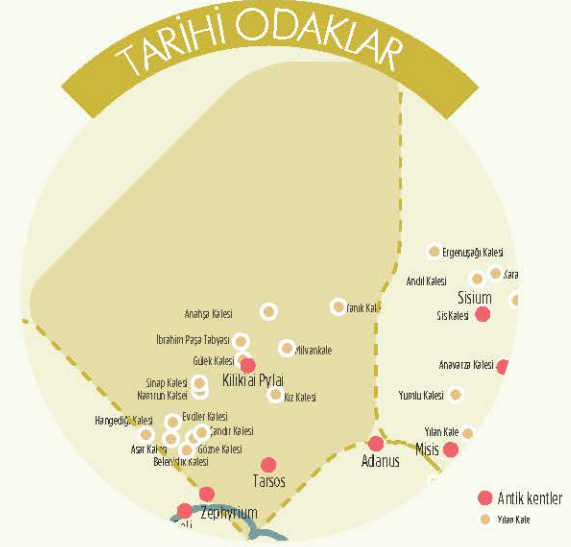 TARİHİ ODAKLAR
Ergenuşağı Kalesi
Andıl Kalesi
Kara
Sisium
Sis Kalesi
Anahşa Kalesi
Yanık Kale
İbrahim Paşa Tabyası
Milvankale
Gülek Kalesi
Kilikiai Pylai
Anavarza Kalesi
Sinap Kalesi
Namrun Kalsei
Kız Kalesi
Yumlu Kalesi
Hangediği Kalesi
Evciler Kalesi
Çandır Kalesi
Asar Kalesi
Gözne Kalesi
Belenkeşlik Kalesi
Yılan Kale
Misis
Adanus
Tarsos
Zephyrium
Antik kentler
Yılan Kale